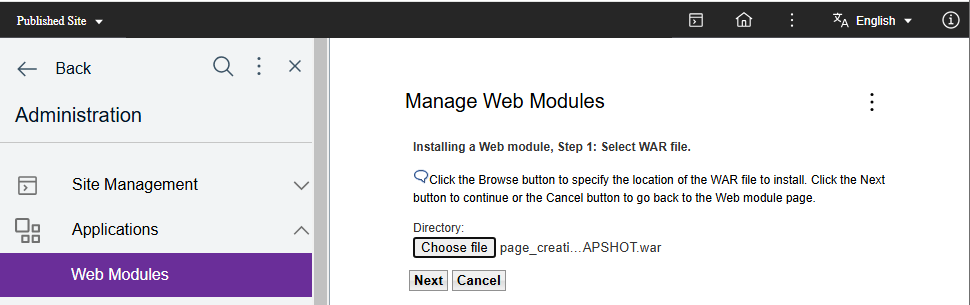 Published Site
English
Back
Administration
Site Management
Applications
Web Modules
Manage Web Modules
Installing a Web module, Step 1: Select WAR file.
Click the Browse button to specify the location of the WAR file to install. Click the Next
button to continue or the Cancel button to go back to the Web module page.
Directory:
Choose file page_creati...APSHOT.war
Next Cancel